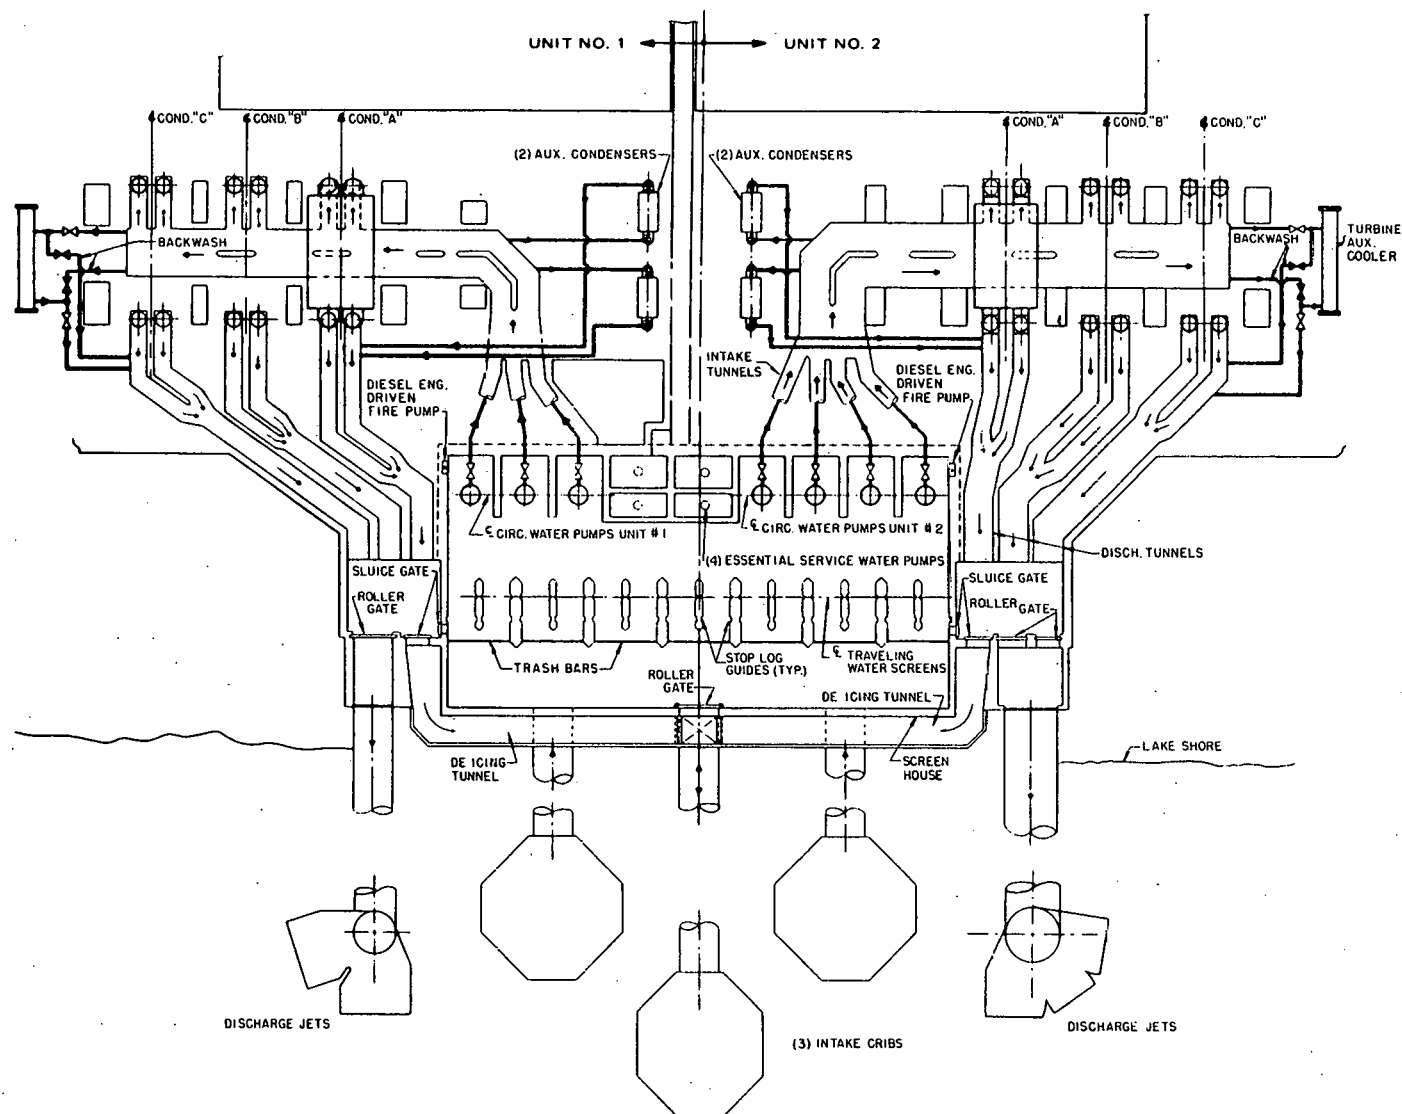 UNIT NO. 1
UNIT NO. 2
COND."C"
COND."B"
COND."A"
COND."A"
COND."B"
COND."C"
(2) AUX. CONDENSERS
(2) AUX. CONDENSERS
BACKWASH
BACKWASH
TURBINE
AUX.
COOLER
INTAKE
TUNNELS
DIESEL ENG.
DRIVEN
FIRE PUMP
DIESEL ENG.
DRIVEN
FIRE PUMP
℄ CIRC. WATER PUMPS UNIT #1
℄ CIRC. WATER PUMPS UNIT #2
(4) ESSENTIAL SERVICE WATER PUMPS
DISCH. TUNNELS
SLUICE GATE
ROLLER
GATE
SLUICE GATE
ROLLER
GATE
TRASH BARS
STOP LOG
GUIDES (TYP.)
℄ TRAVELING
WATER SCREENS
ROLLER
GATE
DE ICING TUNNEL
DE ICING
TUNNEL
SCREEN
HOUSE
LAKE SHORE
DISCHARGE JETS
DISCHARGE JETS
(3) INTAKE CRIBS